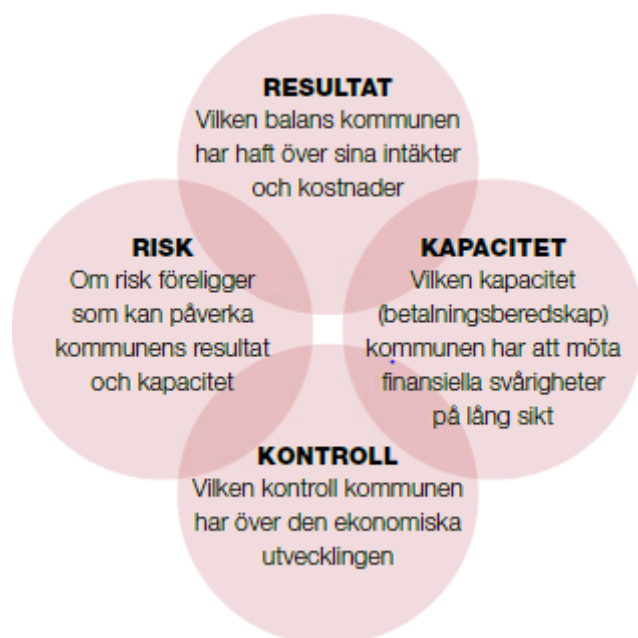 RESULTAT
Vilken balans kommunen
har haft över sina intäkter
och kostnader
RISK
Om risk föreligger
som kan påverka
kommunens resultat
och kapacitet
KAPACITET
Vilken kapacitet
(betalningsberedskap)
kommunen har att möta
finansiella svårigheter
på lång sikt
KONTROLL
Vilken kontroll kommunen
har över den ekonomiska
utvecklingen